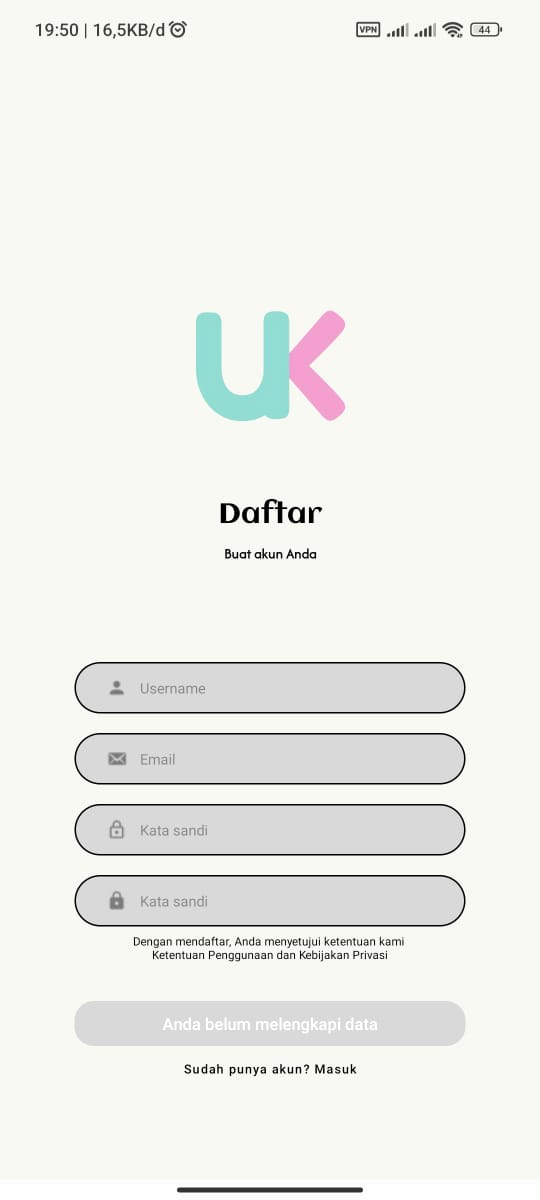 19:50 | 16,5KB/d
VPN
44
uK
Daftar
Buat akun Anda
Username
Email
Kata sandi
Kata sandi
Dengan mendaftar, Anda menyetujui ketentuan kami
Ketentuan Penggunaan dan Kebijakan Privasi
Anda belum melengkapi data
Sudah punya akun? Masuk